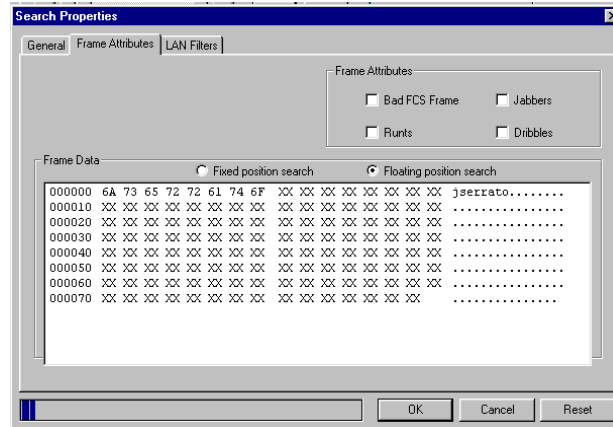 Search Properties
General Frame Attributes LAN Filters
Frame Attributes
Bad FCS Frame Jabbers
Runts Dribbles
Frame Data
Fixed position search Floating position search
000000 6A 73 65 72 72 61 74 6F XX XX XX XX XX XX XX XX jserrato........
000010 XX XX XX XX XX XX XX XX XX XX XX XX XX XX XX XX ................
000020 XX XX XX XX XX XX XX XX XX XX XX XX XX XX XX XX ................
000030 XX XX XX XX XX XX XX XX XX XX XX XX XX XX XX XX ................
000040 XX XX XX XX XX XX XX XX XX XX XX XX XX XX XX XX ................
000050 XX XX XX XX XX XX XX XX XX XX XX XX XX XX XX XX ................
000060 XX XX XX XX XX XX XX XX XX XX XX XX XX XX XX XX ................
000070 XX XX XX XX XX XX XX XX XX XX XX XX XX XX XX ...............
OK Cancel Reset